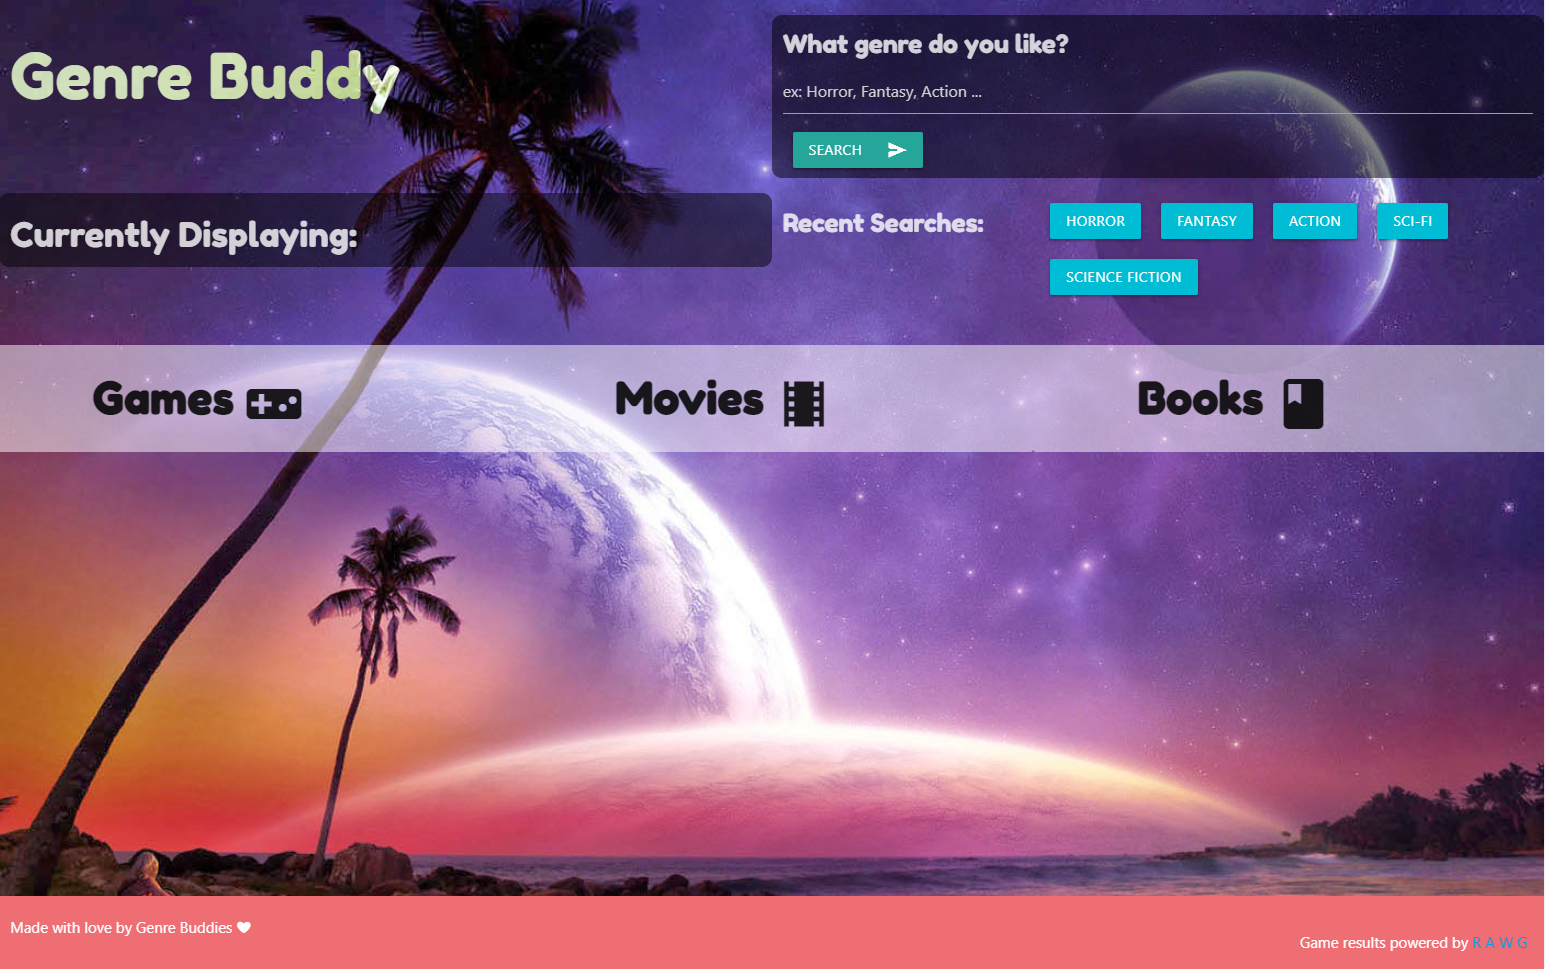 Genre Buddy
What genre do you like?
ex: Horror, Fantasy, Action ...
SEARCH
Currently Displaying:
Recent Searches:
HORROR FANTASY ACTION SCI-FI
SCIENCE FICTION
Games Movies Books
Made with love by Genre Buddies
Game results powered by R A W G